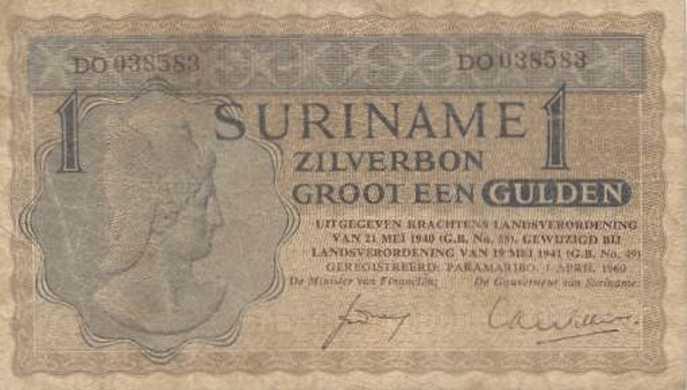 DO 038583 DO 038583
1 SURINAME 1
ZILVERBON
GROOT EEN GULDEN
UITGEGEVEN KRACHTENS LANDSVERORDENING
VAN 21 MEI 1940 (G.B. No. ), GEWIJZIGD BIJ
LANDSVERORDENING VAN 19 MEI 1941 (G.B. No. 49)
GEREGISTREERD: PARAMARIBO, 1 APRIL 1960
De Minister van Financiën; De Gouverneur van Suriname